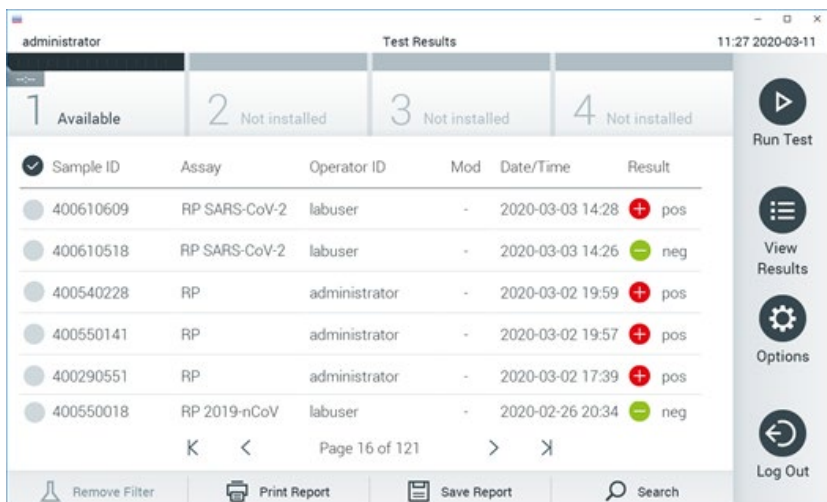 administrator Test Results 11:27 2020-03-11
1 Available 2 Not installed 3 Not installed 4 Not installed
Run Test
Sample ID Assay Operator ID Mod Date/Time Result
400610609 RP SARS-CoV-2 labuser - 2020-03-03 14:28 pos
400610518 RP SARS-CoV-2 labuser - 2020-03-03 14:26 neg
View
Results
400540228 RP administrator - 2020-03-02 19:59 pos
400550141 RP administrator - 2020-03-02 19:57 pos
Options
400290551 RP administrator - 2020-03-02 17:39 pos
400550018 RP 2019-nCoV labuser - 2020-02-26 20:34 neg
Page 16 of 121
Log Out
Remove Filter Print Report Save Report Search